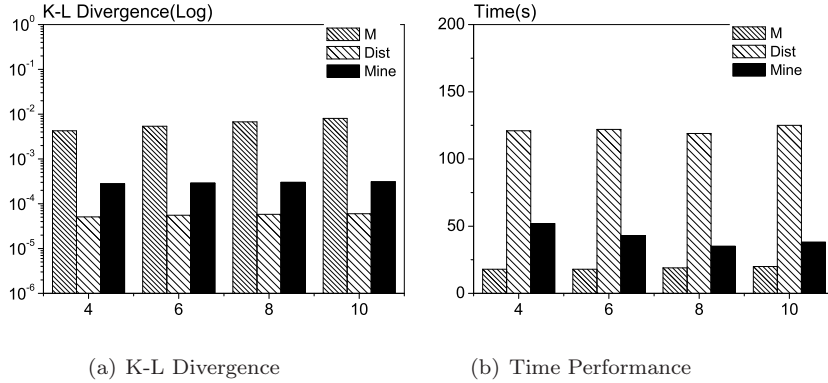 K-L Divergence(Log)
10^0
10^-1
10^-2
10^-3
10^-4
10^-5
10^-6
M
Dist
Mine
4 6 8 10
(a) K-L Divergence
Time(s)
200
150
100
50
0
M
Dist
Mine
4 6 8 10
(b) Time Performance